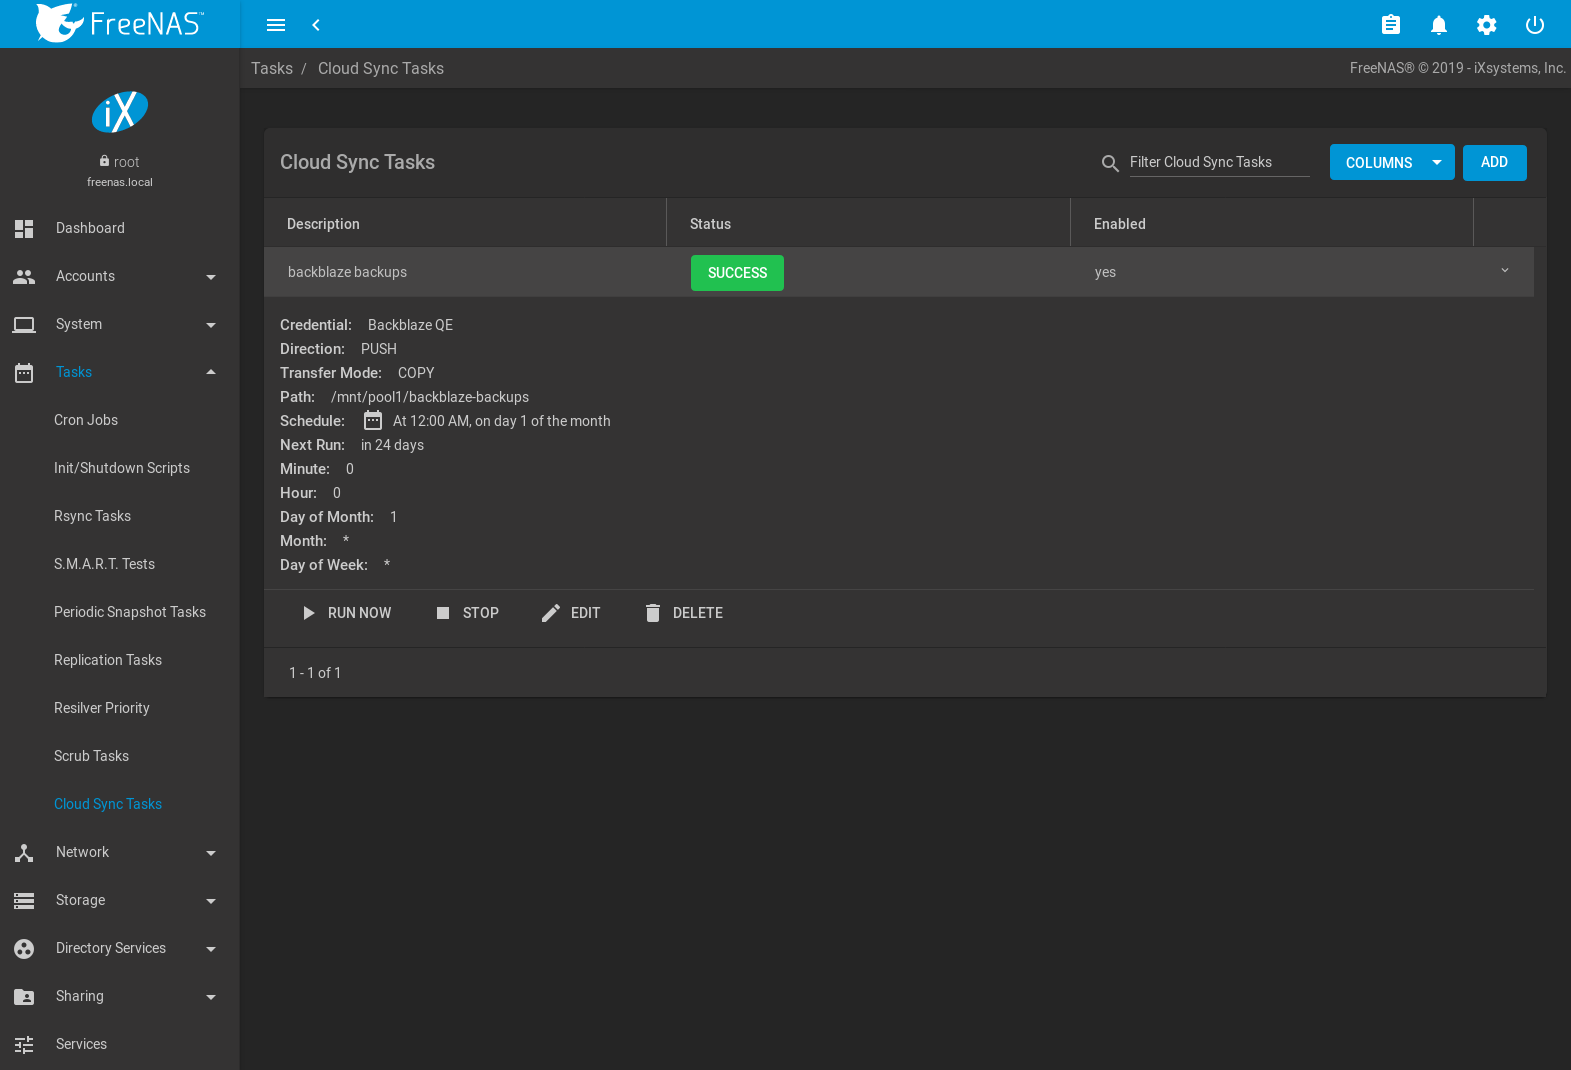 FreeNAS™
Tasks / Cloud Sync Tasks
FreeNAS® © 2019 - iXsystems, Inc.
iX
root
freenas.local
Dashboard
Accounts
System
Tasks
Cron Jobs
Init/Shutdown Scripts
Rsync Tasks
S.M.A.R.T. Tests
Periodic Snapshot Tasks
Replication Tasks
Resilver Priority
Scrub Tasks
Cloud Sync Tasks
Network
Storage
Directory Services
Sharing
Services
Cloud Sync Tasks
Filter Cloud Sync Tasks
COLUMNS
ADD
Description Status Enabled
backblaze backups SUCCESS yes
Credential: Backblaze QE
Direction: PUSH
Transfer Mode: COPY
Path: /mnt/pool1/backblaze-backups
Schedule: At 12:00 AM, on day 1 of the month
Next Run: in 24 days
Minute: 0
Hour: 0
Day of Month: 1
Month: *
Day of Week: *
RUN NOW STOP EDIT DELETE
1 - 1 of 1